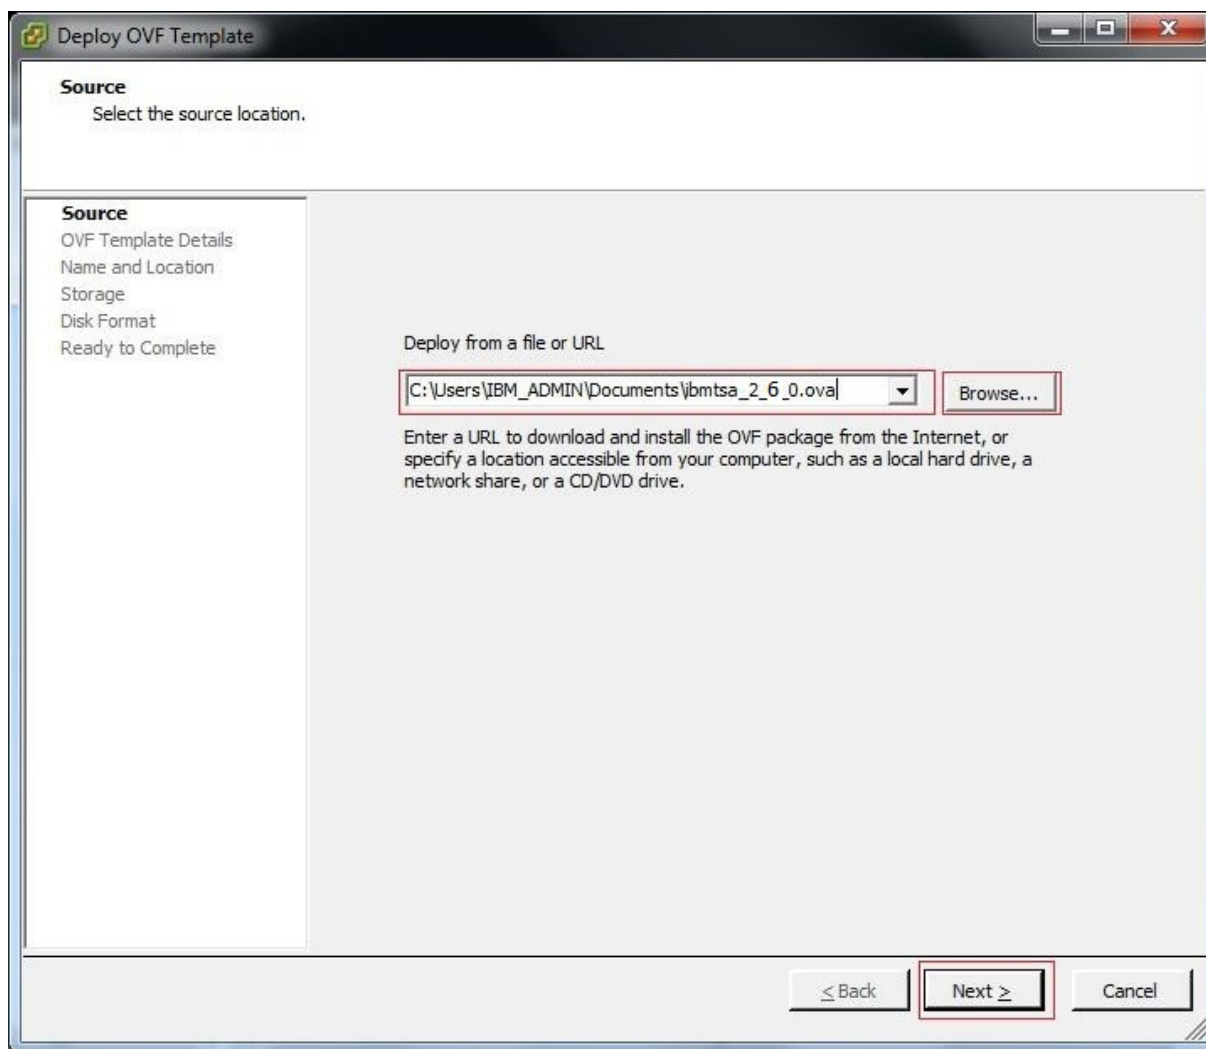 Deploy OVF Template
Source
Select the source location.
Source
OVF Template Details
Name and Location
Storage
Disk Format
Ready to Complete
Deploy from a file or URL
C:\Users\IBM_ADMIN\Documents\ibmtsa_2_6_0.ova
Browse...
Enter a URL to download and install the OVF package from the Internet, or
specify a location accessible from your computer, such as a local hard drive, a
network share, or a CD/DVD drive.
< Back
Next >
Cancel